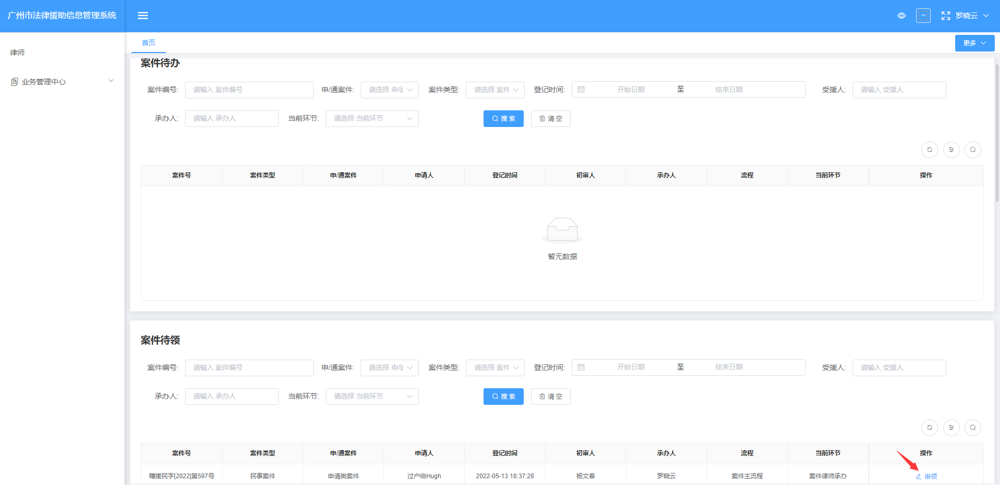 广州市法律援助信息管理系统
罗晓云
律师
业务管理中心
首页
更多
案件待办
案件编号: 请输入 案件编号 申/通案件: 请选择 申/通 案件类型: 请选择 案件 登记时间: 开始日期 至 结束日期 受援人: 请输入 受援人
承办人: 请输入 承办人 当前环节: 请选择 当前环节 搜 索 清 空
案件号 案件类型 申/通案件 申请人 登记时间 初审人 承办人 流程 当前环节 操作
暂无数据
案件待领
案件编号: 请输入 案件编号 申/通案件: 请选择 申/通 案件类型: 请选择 案件 登记时间: 开始日期 至 结束日期 受援人: 请输入 受援人
承办人: 请输入 承办人 当前环节: 请选择 当前环节 搜 索 清 空
案件号 案件类型 申/通案件 申请人 登记时间 初审人 承办人 流程 当前环节 操作
穗援民字[2022]第597号 民事案件 申请类案件 过户给Hugh 2022-05-13 18:37:28 杨文春 罗晓云 案件主流程 案件律师承办 申领